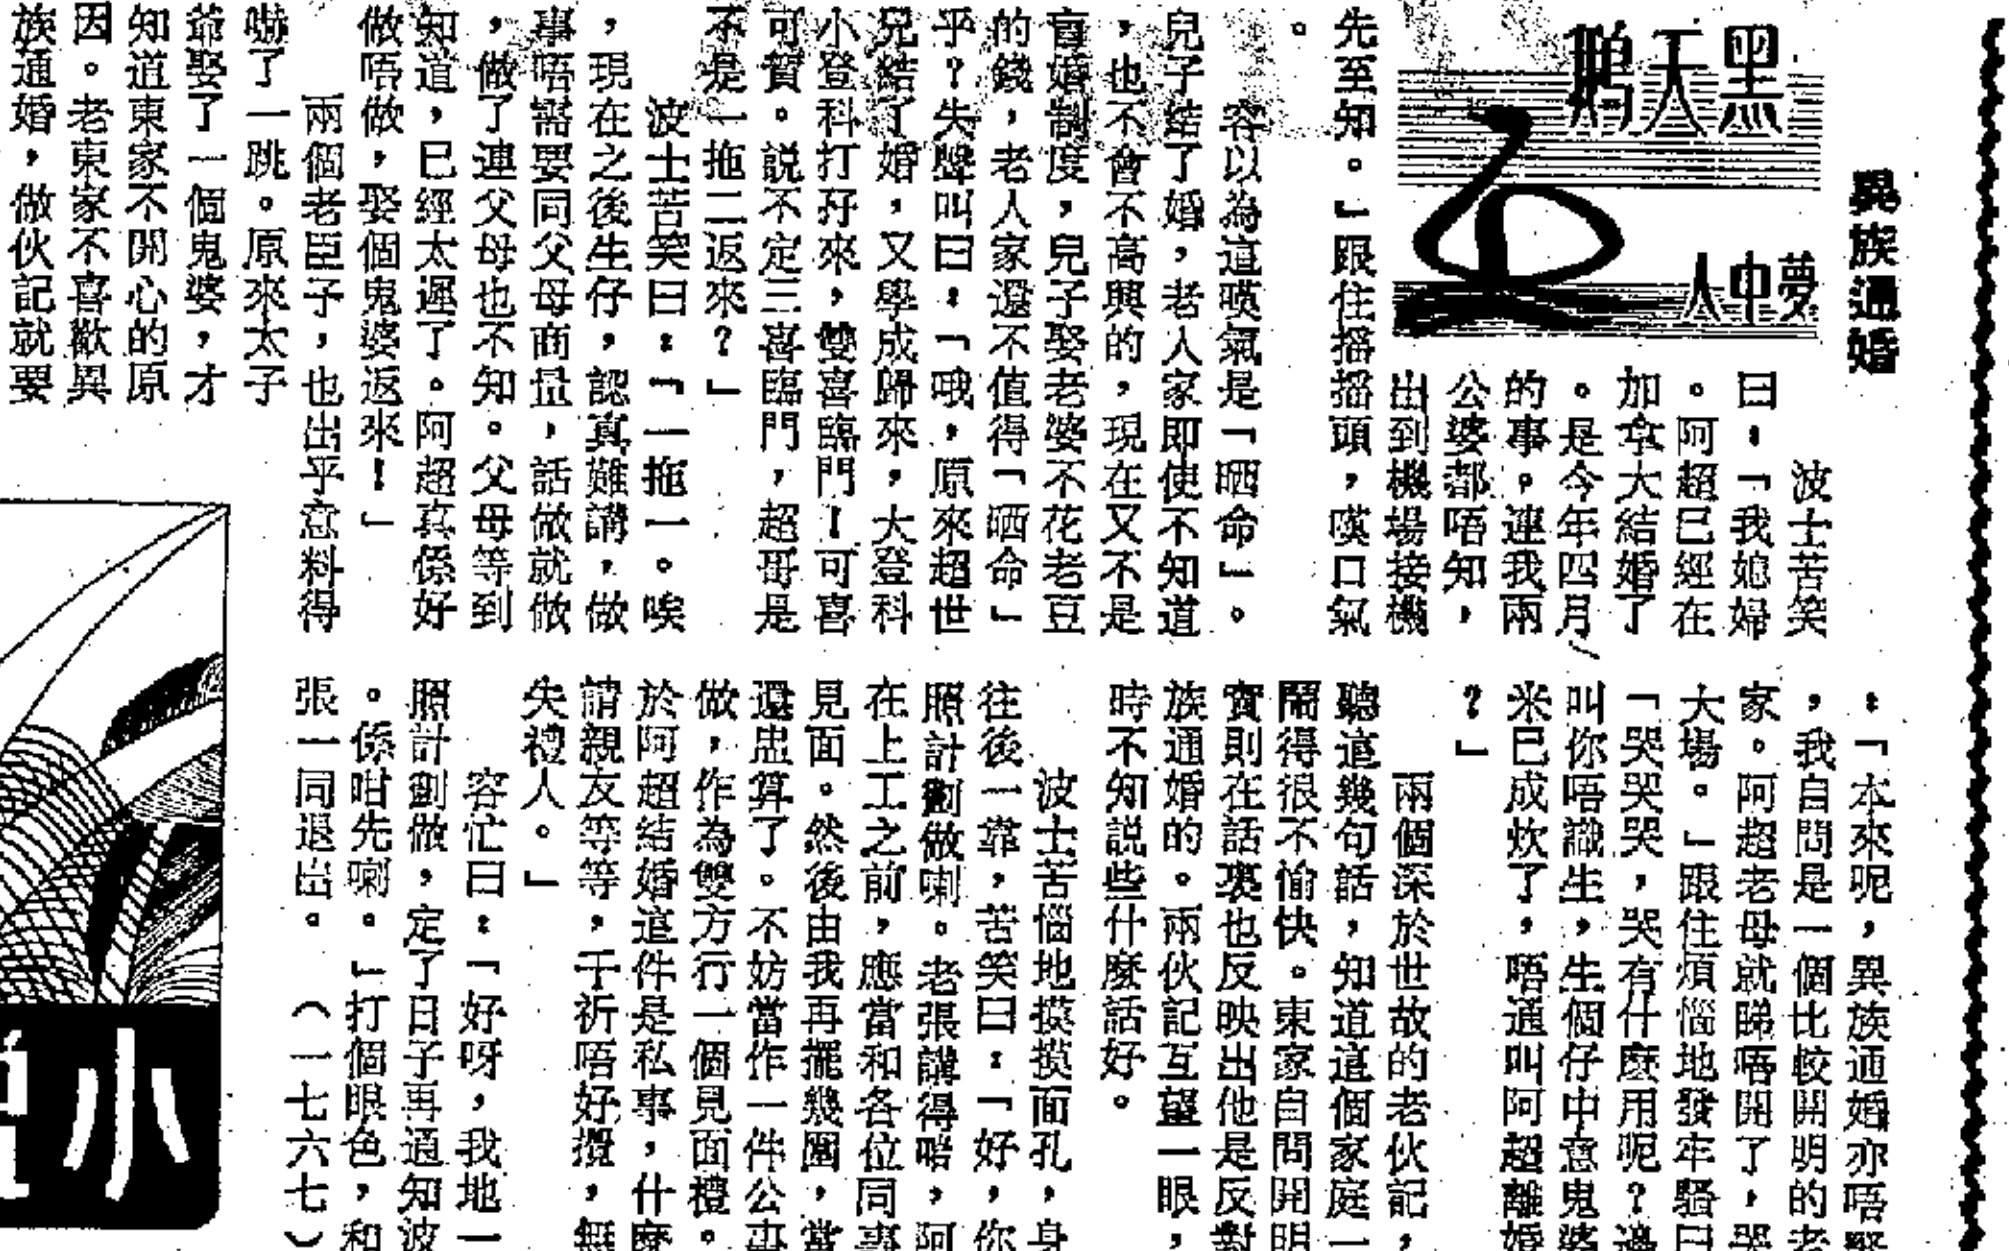 異族通婚
黑天鵝
夢中人
波士苦笑
曰：「我媳婦
。阿超已經在
加拿大結婚了
。是今年四月
的事。連我兩
公婆都唔知，
出到機場接機
先至知。」跟住搖搖頭，嘆口氣
。
容以為這嘆氣是「晒命」。
兒子結了婚，老人家即使不知道
，也不會不高興的，現在又不是
盲婚制度，兒子娶老婆不花老豆
的錢，老人家還不值得「晒命」
乎？失聲叫曰：「哦，原來超世
兄結了婚，又學成歸來，大登科
小登科打孖來，雙喜臨門！可喜
可賀。說不定三喜臨門，超哥是
不是一拖二返來？」
波士苦笑曰：「一拖一。唉
，現在之後生仔，認真難講，做
事唔需要同父母商量，話做就做
，做了連父母也不知。父母等到
知道，已經太遲了。阿超真係好
做唔做，娶個鬼婆返來！」
兩個老臣子，也出乎意料得
嚇了一跳。原來太子
爺娶了一個鬼婆，才
知道東家不開心的原
因。老東家不喜歡異
族通婚，做伙記就要
：「本來呢，異族通婚亦唔
，我自問是一個比較開明的老
家。阿超老母就睇唔開了，哭
大場。」跟住煩惱地發牢騷曰
「哭哭哭，哭有什麼用呢？邊
叫你唔識生，生個仔中意鬼婆
米已成炊了，唔通叫阿超離婚
？」
兩個深於世故的老伙記，
聽這幾句話，知道這個家庭一
鬧得很不愉快。東家自問開明
實則在話裏也反映出他是反對
族通婚的。兩伙記互望一眼，
時不知說些什麼話好。
波士苦惱地摸摸面孔，身
往後一靠，苦笑曰：「好，你
照計劃做喇。老張講得啱，阿
在上工之前，應當和各位同事
見面。然後由我再擺幾圍，當
還盅算了。不妨當作一件公事
做，作為雙方行一個見面禮。
於阿超結婚這件是私事，什麼
請親友等等，千祈唔好攪，無
失禮人。」
容忙曰：「好呀，我地一
照計劃做，定了日子再通知波
。係咁先喇。」打個眼色，和
張一同退出。（一七六七）
小